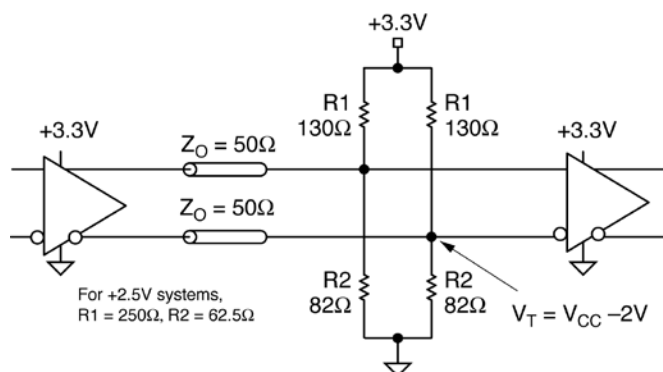 +3.3V
R1
130Ω
R1
130Ω
+3.3V
Z_O = 50Ω
+3.3V
Z_O = 50Ω
R2
82Ω
R2
82Ω
For +2.5V systems,
R1 = 250Ω, R2 = 62.5Ω
V_T = V_CC –2V